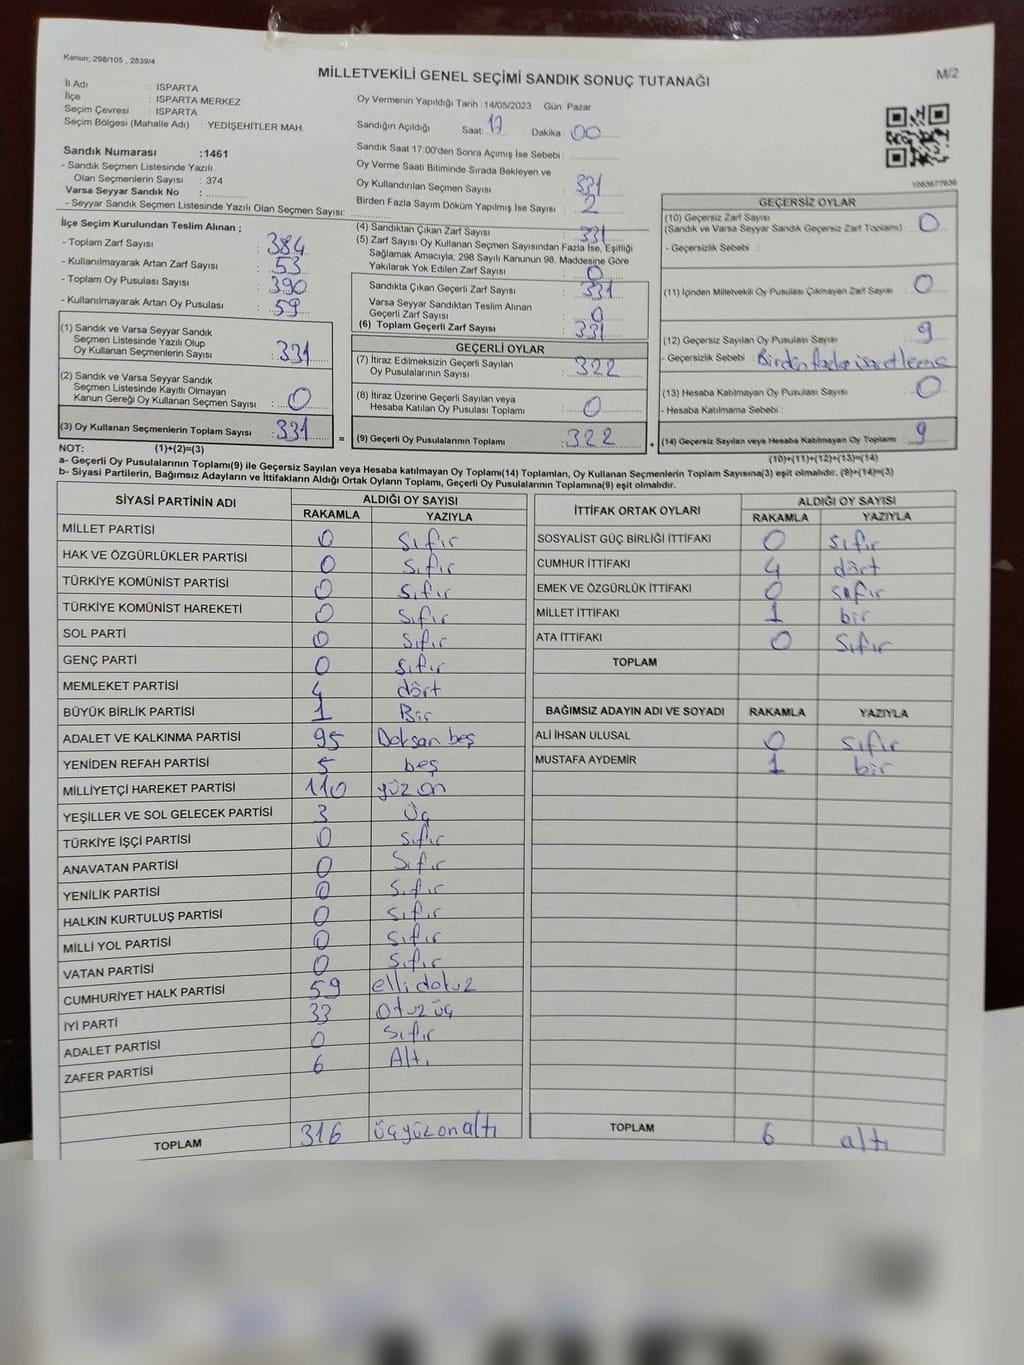 Kanun; 298/105 , 2839/4
MİLLETVEKİLİ GENEL SEÇİMİ SANDIK SONUÇ TUTANAĞI
M/2
İl Adı : ISPARTA
İlçe : ISPARTA MERKEZ
Seçim Çevresi : ISPARTA
Seçim Bölgesi (Mahalle Adı) : YEDİŞEHİTLER MAH.
Sandık Numarası :1461
- Sandık Seçmen Listesinde Yazılı
Olan Seçmenlerin Sayısı : 374
Varsa Seyyar Sandık No : ............
- Seyyar Sandık Seçmen Listesinde Yazılı Olan Seçmen Sayısı: ............
Oy Vermenin Yapıldığı Tarih :14/05/2023 Gün: Pazar
Sandığın Açıldığı Saat: 17 Dakika : 00
Sandık Saat 17:00'den Sonra Açımış İse Sebebi : ............
Oy Verme Saati Bitiminde Sırada Bekleyen ve
Oy Kullandırılan Seçmen Sayısı : 331
Birden Fazla Sayım Döküm Yapılmış İse Sayısı : 2
1083677636
İlçe Seçim Kurulundan Teslim Alınan ;
- Toplam Zarf Sayısı : 384
- Kullanılmayarak Artan Zarf Sayısı : 53
- Toplam Oy Pusulası Sayısı : 390
- Kullanılmayarak Artan Oy Pusulası : 59
(1) Sandık ve Varsa Seyyar Sandık
Seçmen Listesinde Yazılı Olup
Oy Kullanan Seçmenlerin Sayısı : 331
(2) Sandık ve Varsa Seyyar Sandık
Seçmen Listesinde Kayıtlı Olmayan
Kanun Gereği Oy Kullanan Seçmen Sayısı : 0
(3) Oy Kullanan Seçmenlerin Toplam Sayısı : 331
(4) Sandıktan Çıkan Zarf Sayısı : 331
(5) Zarf Sayısı Oy Kullanan Seçmen Sayısından Fazla İse, Eşitliği
Sağlamak Amacıyla; 298 Sayılı Kanunun 98. Maddesine Göre
Yakılarak Yok Edilen Zarf Sayısı : 0
Sandıkta Çıkan Geçerli Zarf Sayısı : 331
Varsa Seyyar Sandıktan Teslim Alınan
Geçerli Zarf Sayısı : 0
(6) Toplam Geçerli Zarf Sayısı : 331
GEÇERLİ OYLAR
(7) İtiraz Edilmeksizin Geçerli Sayılan
Oy Pusulalarının Sayısı : 322
(8) İtiraz Üzerine Geçerli Sayılan veya
Hesaba Katılan Oy Pusulası Toplamı : 0
= (9) Geçerli Oy Pusulalarının Toplamı : 322
GEÇERSİZ OYLAR
(10) Geçersiz Zarf Sayısı
(Sandık ve Varsa Seyyar Sandık Geçersiz Zarf Toplamı) : 0
- Geçersizlik Sebebi :
(11) İçinden Milletvekili Oy Pusulası Çıkmayan Zarf Sayısı : 0
(12) Geçersiz Sayılan Oy Pusulası Sayısı : 9
- Geçersizlik Sebebi : Birden fazla işaretleme
(13) Hesaba Katılmayan Oy Pusulası Sayısı : 0
- Hesaba Katılmama Sebebi :
+ (14) Geçersiz Sayılan veya Hesaba Katılmayan Oy Toplamı : 9
NOT: (1)+(2)=(3)
(10)+(11)+(12)+(13)=(14)
a- Geçerli Oy Pusulalarının Toplamı(9) ile Geçersiz Sayılan veya Hesaba katılmayan Oy Toplamı(14) Toplamları, Oy Kullanan Seçmenlerin Toplam Sayısına(3) eşit olmalıdır. (9)+(14)=(3)
b- Siyasi Partilerin, Bağımsız Adayların ve İttifakların Aldığı Ortak Oyların Toplamı, Geçerli Oy Pusulalarının Toplamına(9) eşit olmalıdır.
SİYASİ PARTİNİN ADI ALDIĞI OY SAYISI
RAKAMLA YAZIYLA
MİLLET PARTİSİ 0 sıfır
HAK VE ÖZGÜRLÜKLER PARTİSİ 0 sıfır
TÜRKİYE KOMÜNİST PARTİSİ 0 sıfır
TÜRKİYE KOMÜNİST HAREKETİ 0 sıfır
SOL PARTİ 0 sıfır
GENÇ PARTİ 0 sıfır
MEMLEKET PARTİSİ 4 dört
BÜYÜK BİRLİK PARTİSİ 1 Bir
ADALET VE KALKINMA PARTİSİ 95 Doksan beş
YENİDEN REFAH PARTİSİ 5 beş
MİLLİYETÇİ HAREKET PARTİSİ 110 yüz on
YEŞİLLER VE SOL GELECEK PARTİSİ 3 Üç
TÜRKİYE İŞÇİ PARTİSİ 0 sıfır
ANAVATAN PARTİSİ 0 sıfır
YENİLİK PARTİSİ 0 sıfır
HALKIN KURTULUŞ PARTİSİ 0 sıfır
MİLLİ YOL PARTİSİ 0 sıfır
VATAN PARTİSİ 0 sıfır
CUMHURİYET HALK PARTİSİ 59 elli dokuz
İYİ PARTİ 33 otuz üç
ADALET PARTİSİ 0 sıfır
ZAFER PARTİSİ 6 Altı
TOPLAM 316 üçyüzonaltı
İTTİFAK ORTAK OYLARI ALDIĞI OY SAYISI
RAKAMLA YAZIYLA
SOSYALİST GÜÇ BİRLİĞİ İTTİFAKI 0 sıfır
CUMHUR İTTİFAKI 4 dört
EMEK VE ÖZGÜRLÜK İTTİFAKI 0 sıfır
MİLLET İTTİFAKI 1 bir
ATA İTTİFAKI 0 sıfır
TOPLAM
BAĞIMSIZ ADAYIN ADI VE SOYADI RAKAMLA YAZIYLA
ALİ İHSAN ULUSAL 0 sıfır
MUSTAFA AYDEMİR 1 bir
TOPLAM 6 altı